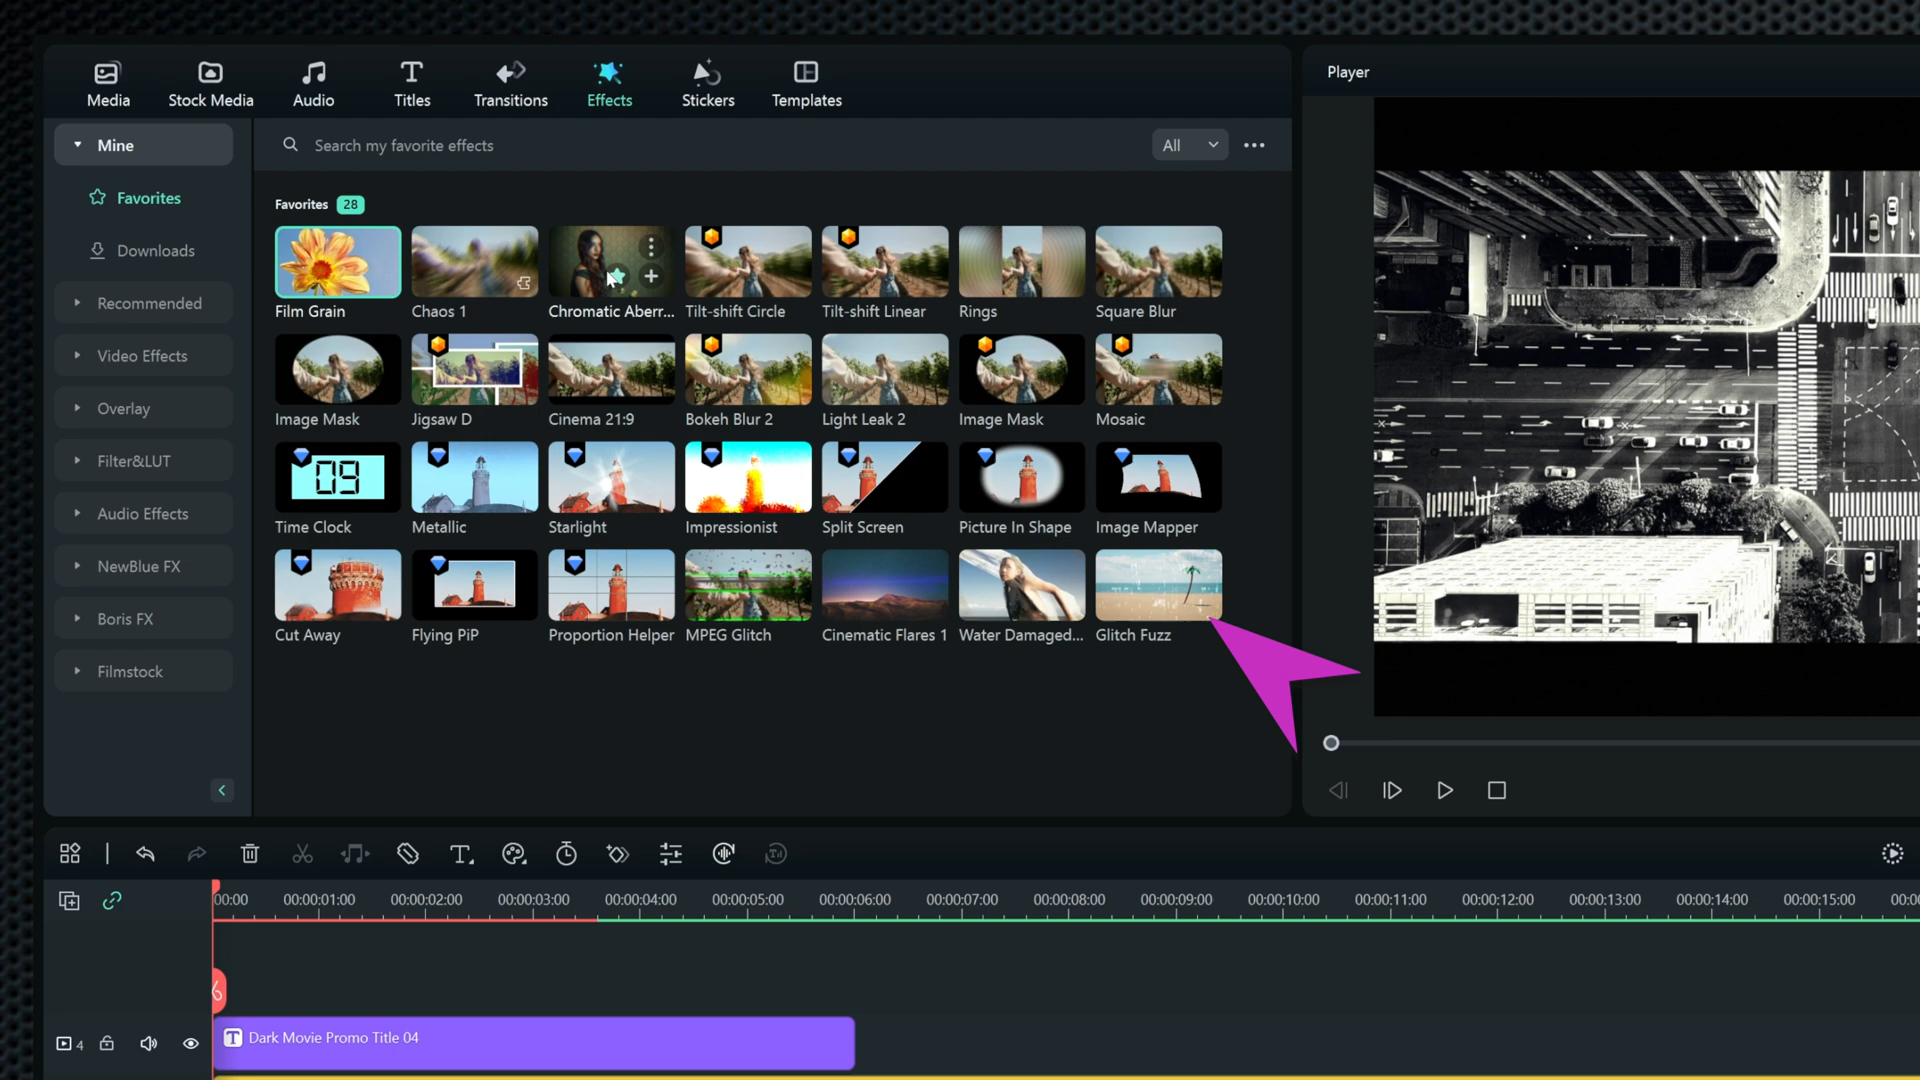 Media
Stock Media
Audio
Titles
Transitions
Effects
Stickers
Templates
Player
Mine
Search my favorite effects
All
Favorites
Downloads
Recommended
Video Effects
Overlay
Filter&LUT
Audio Effects
NewBlue FX
Boris FX
Filmstock
Favorites 28
Film Grain
Chaos 1
Chromatic Aberr...
Tilt-shift Circle
Tilt-shift Linear
Rings
Square Blur
Image Mask
Jigsaw D
Cinema 21:9
Bokeh Blur 2
Light Leak 2
Image Mask
Mosaic
09
Time Clock
Metallic
Starlight
Impressionist
Split Screen
Picture In Shape
Image Mapper
Cut Away
Flying PiP
Proportion Helper
MPEG Glitch
Cinematic Flares 1
Water Damaged...
Glitch Fuzz
00:00
00:00:01:00
00:00:02:00
00:00:03:00
00:00:04:00
00:00:05:00
00:00:06:00
00:00:07:00
00:00:08:00
00:00:09:00
00:00:10:00
00:00:11:00
00:00:12:00
00:00:13:00
00:00:14:00
00:00:15:00
4
T Dark Movie Promo Title 04